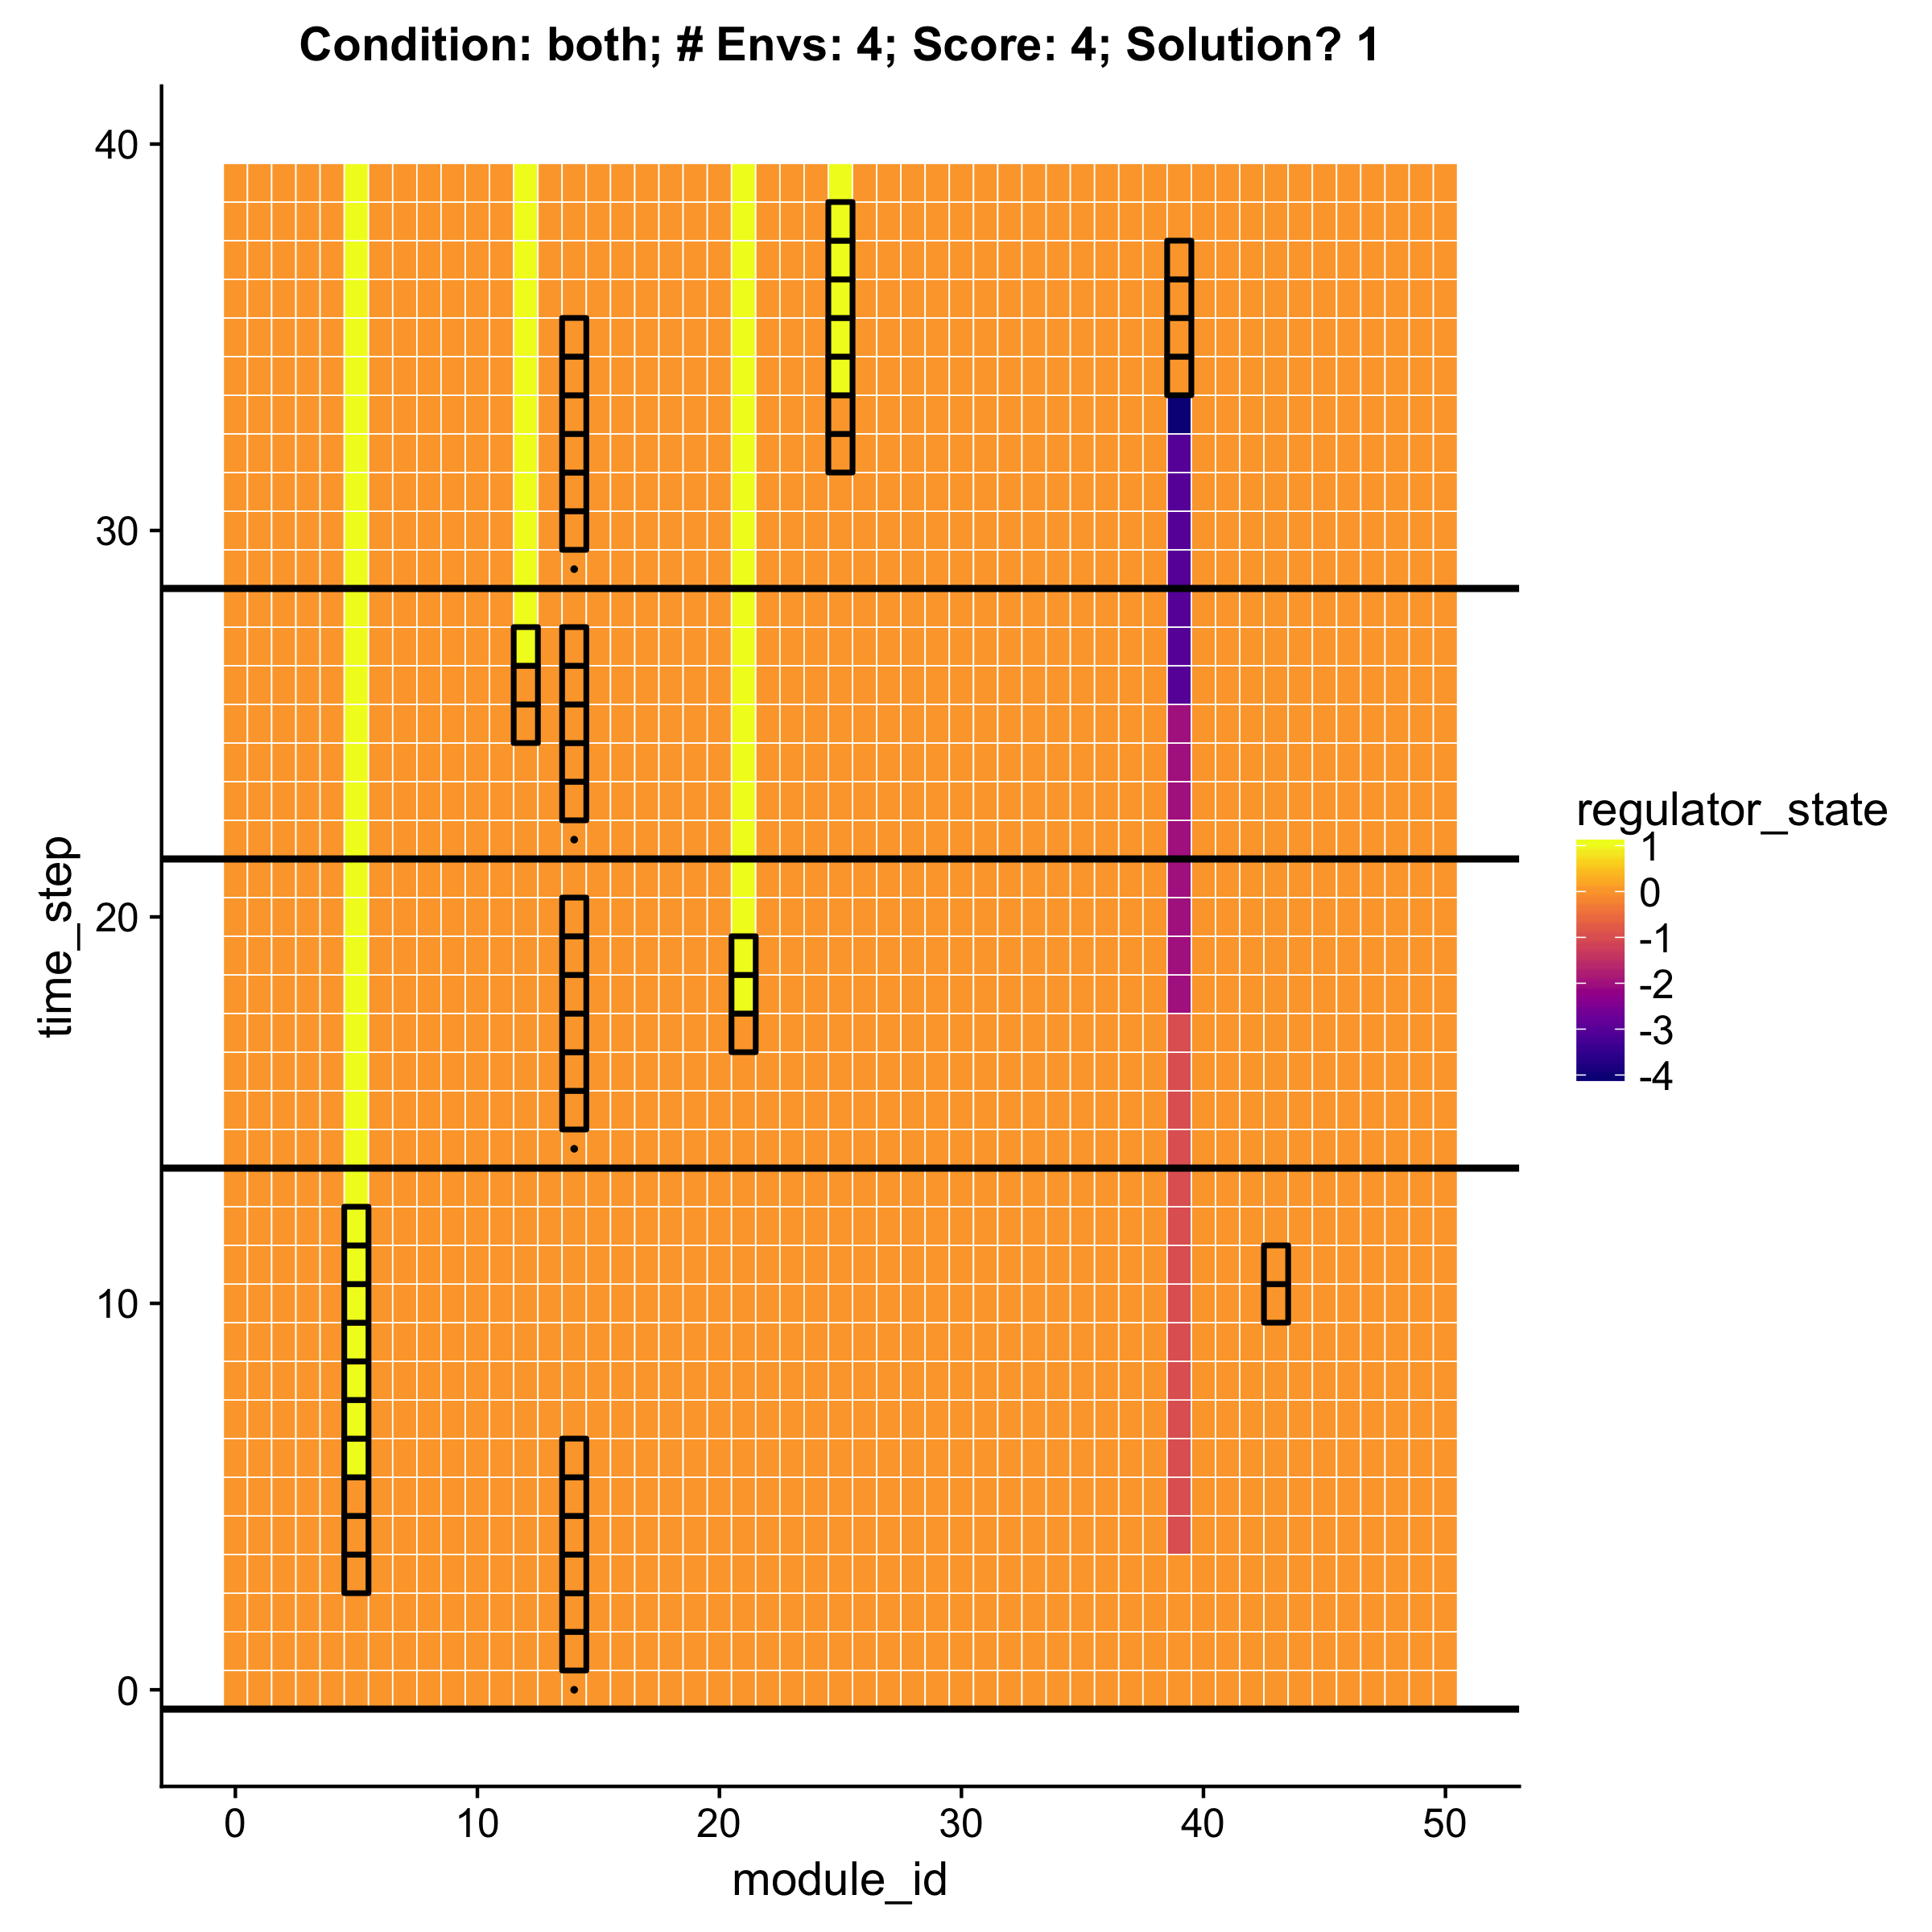 Condition: both; # Envs: 4; Score: 4; Solution? 1
time_step
40
30
20
10
0
0 10 20 30 40 50
module_id
regulator_state
1
0
-1
-2
-3
-4